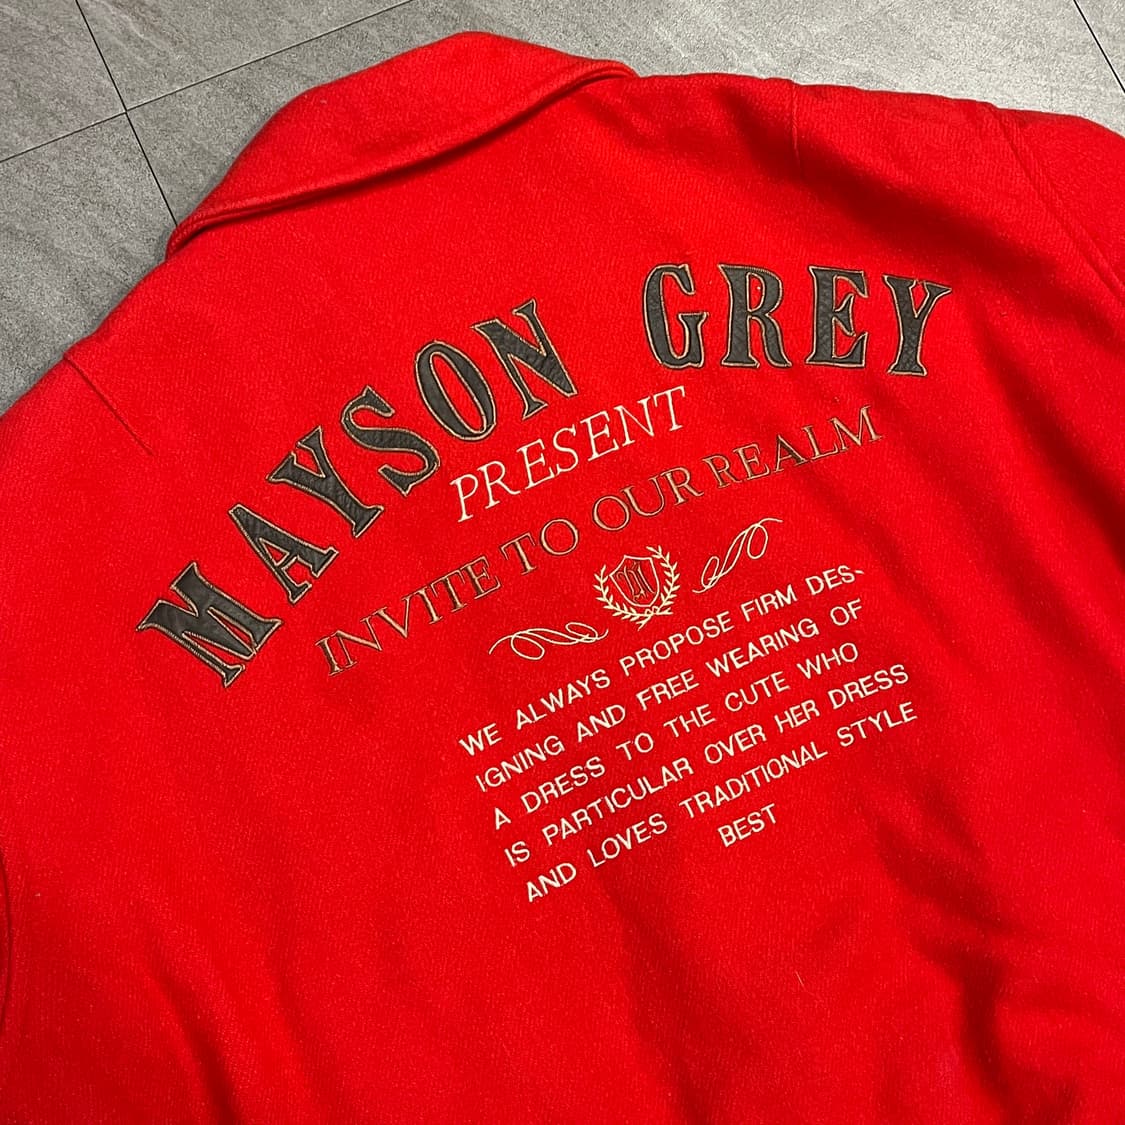 MAYSON GREY
PRESENT
INVITE TO OUR REALM
WE ALWAYS PROPOSE FIRM DES-
IGNING AND FREE WEARING OF
A DRESS TO THE CUTE WHO
IS PARTICULAR OVER HER DRESS
AND LOVES TRADITIONAL STYLE
BEST